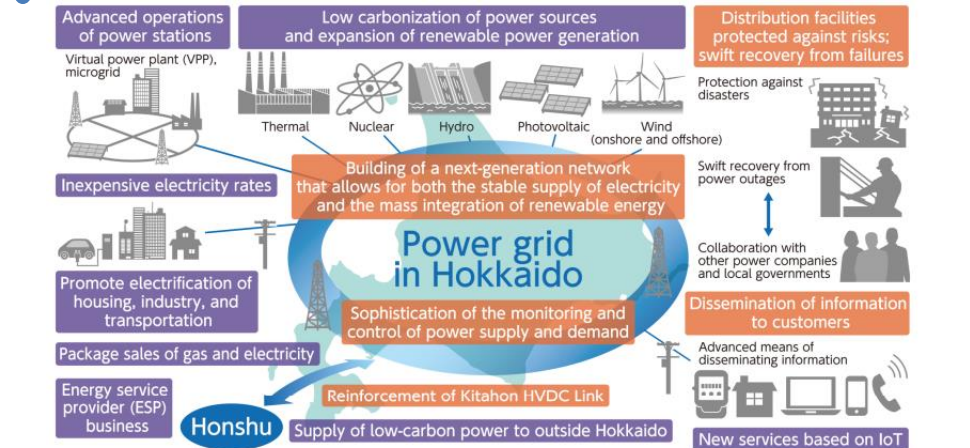 Advanced operations
of power stations
Virtual power plant (VPP),
microgrid
Low carbonization of power sources
and expansion of renewable power generation
Thermal
Nuclear
Hydro
Photovoltaic
Wind
(onshore and offshore)
Distribution facilities
protected against risks;
swift recovery from failures
Protection against
disasters
Swift recovery from
power outages
Collaboration with
other power companies
and local governments
Building of a next-generation network
that allows for both the stable supply of electricity
and the mass integration of renewable energy
Inexpensive electricity rates
Power grid
in Hokkaido
Promote electrification of
housing, industry, and
transportation
Sophistication of the monitoring and
control of power supply and demand
Dissemination of information
to customers
Advanced means of
disseminating information
Package sales of gas and electricity
Energy service
provider (ESP)
business
Honshu
Reinforcement of Kitahon HVDC Link
Supply of low-carbon power to outside Hokkaido
New services based on IoT